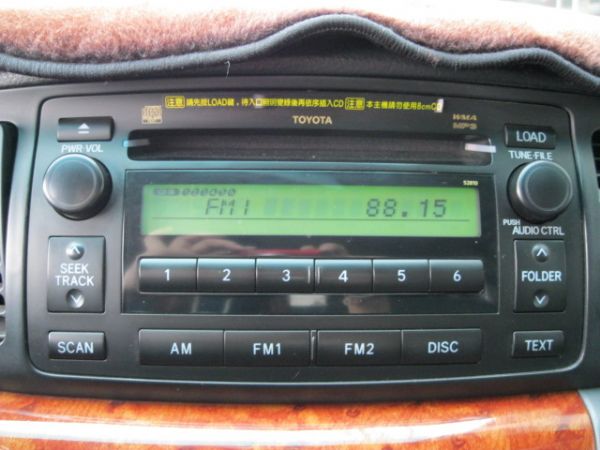 注意 請先按LOAD鍵，待入口照明變綠後再依序插入CD 注意 本主機請勿使用8cmCD
TOYOTA
WMA
MP3
PWR·VOL
LOAD
TUNE·FILE
52810
FM1 88.15
PUSH
AUDIO CTRL
SEEK
TRACK
1 2 3 4 5 6
FOLDER
SCAN
AM FM1 FM2 DISC
TEXT